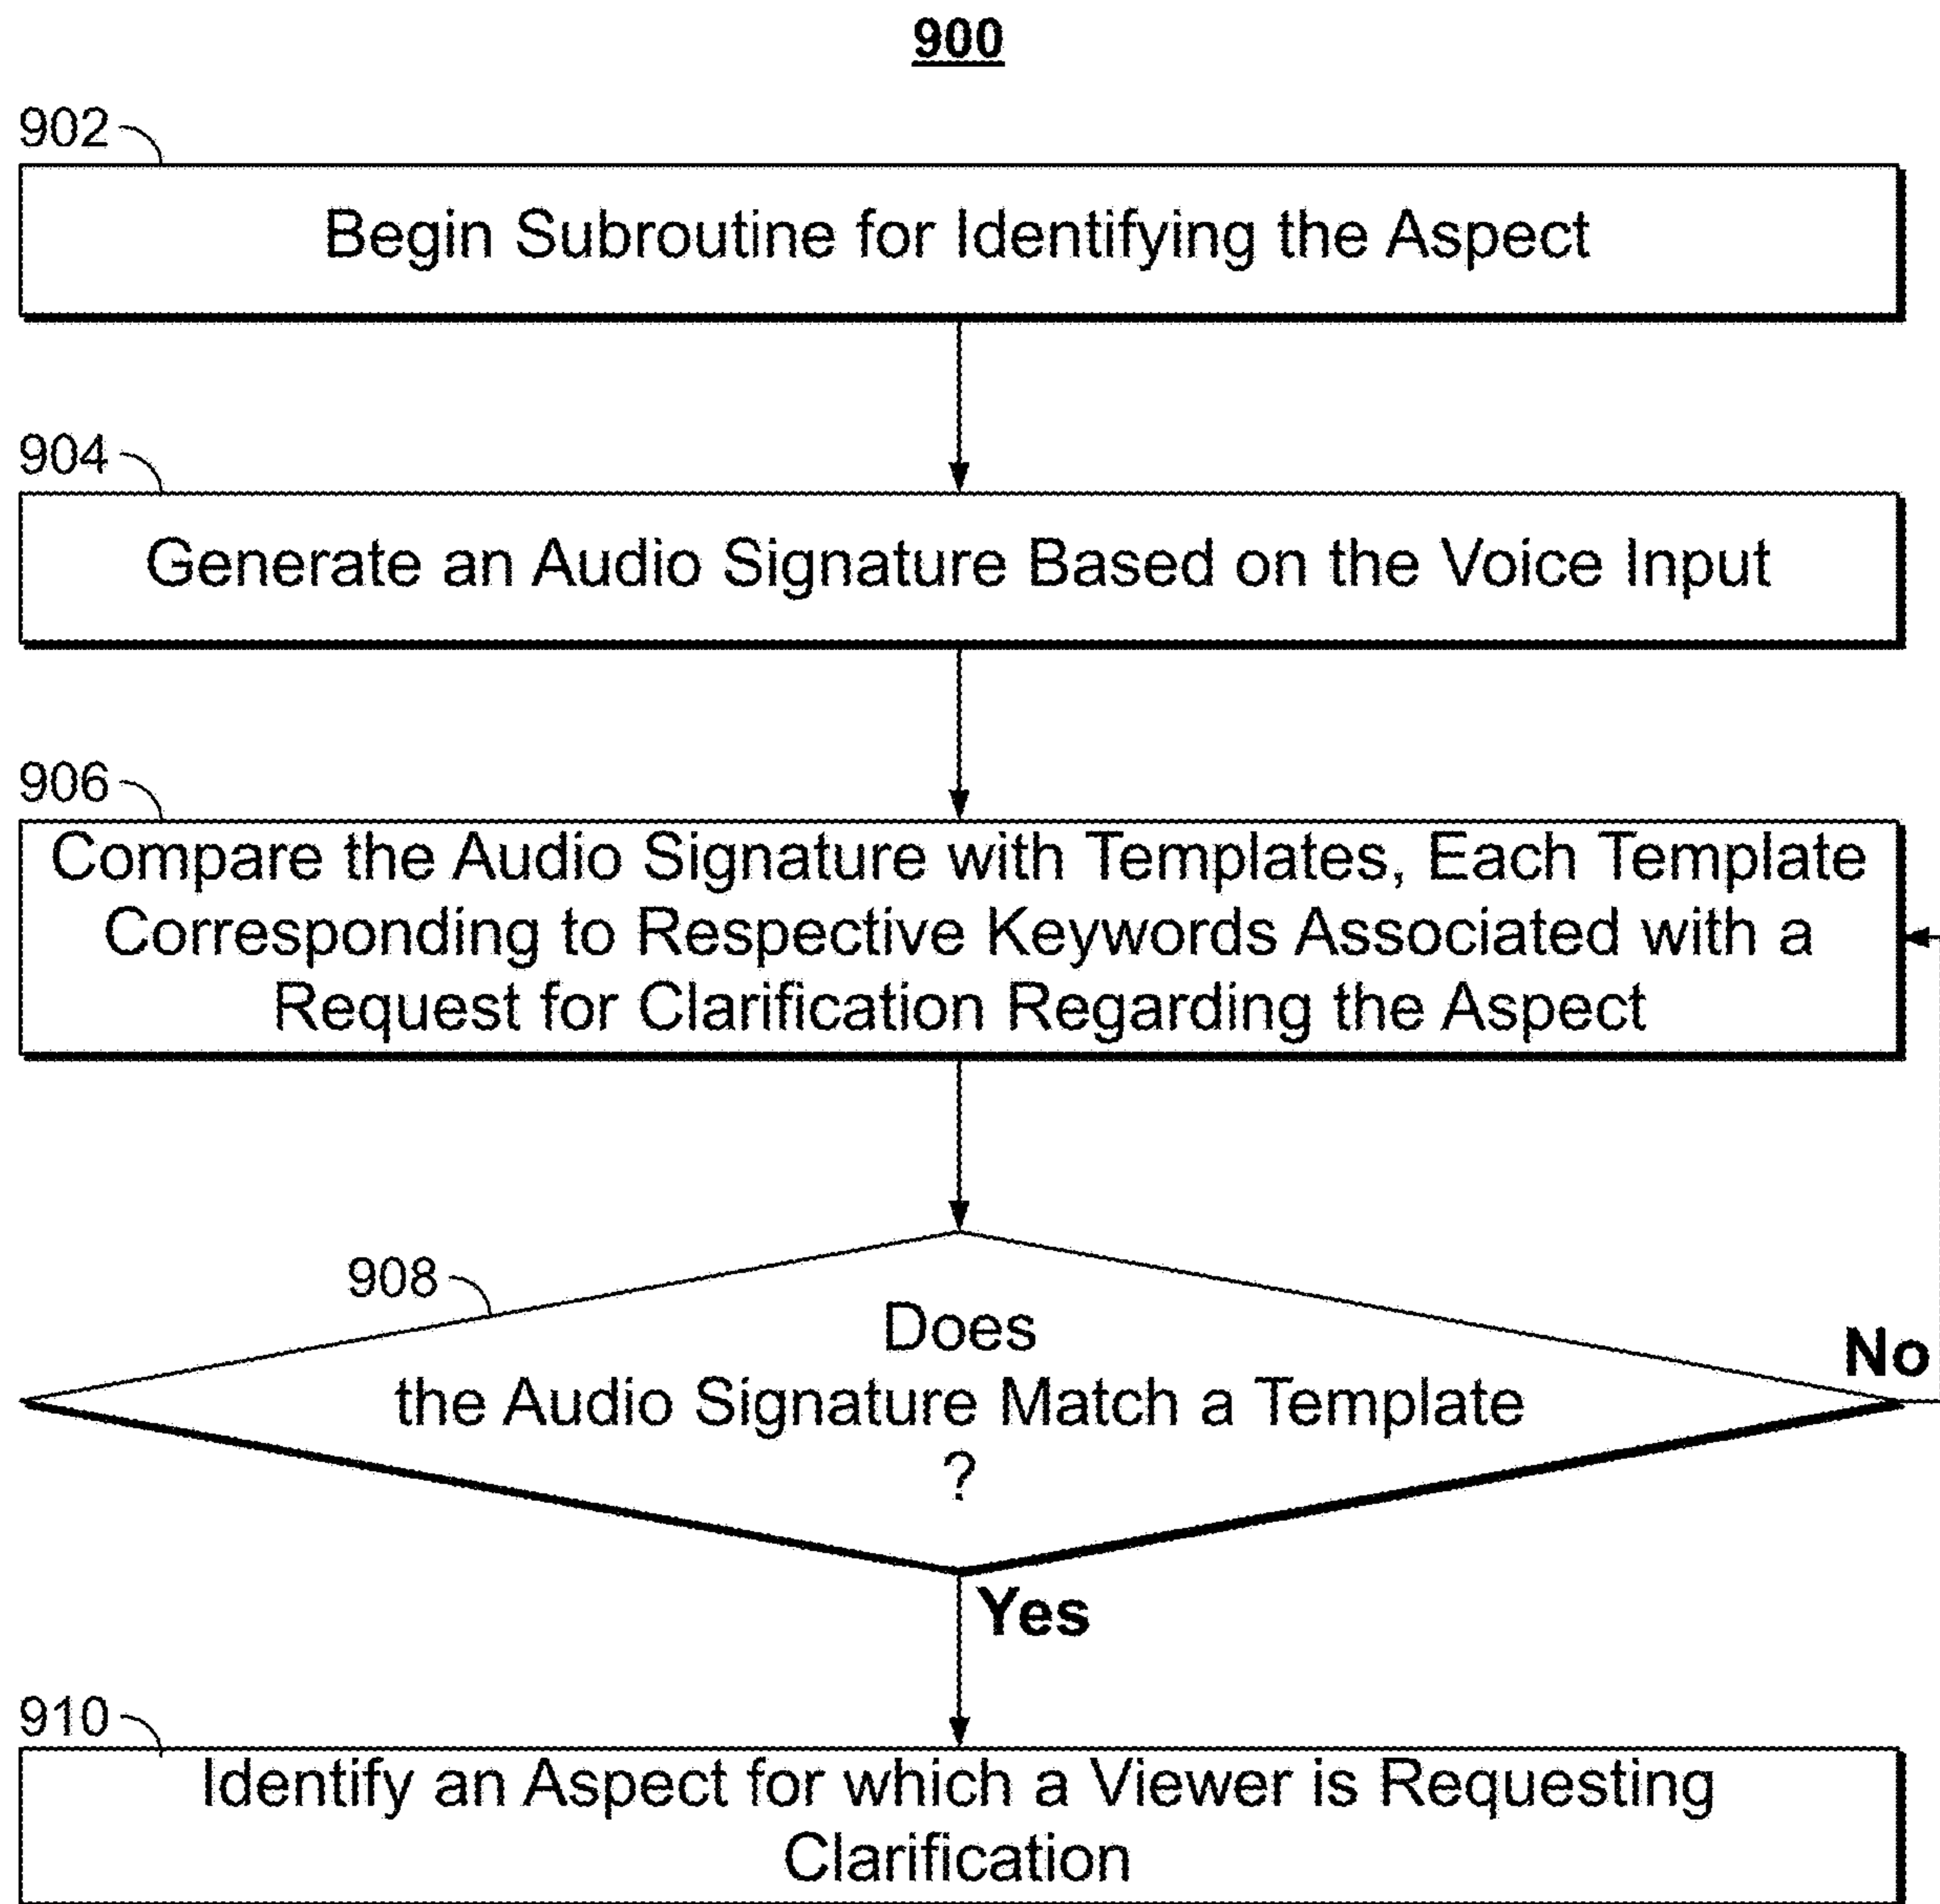 900
902
Begin Subroutine for Identifying the Aspect
904
Generate an Audio Signature Based on the Voice Input
906
Compare the Audio Signature with Templates, Each Template
Corresponding to Respective Keywords Associated with a
Request for Clarification Regarding the Aspect
908
Does
the Audio Signature Match a Template
?
No
Yes
910
Identify an Aspect for which a Viewer is Requesting
Clarification